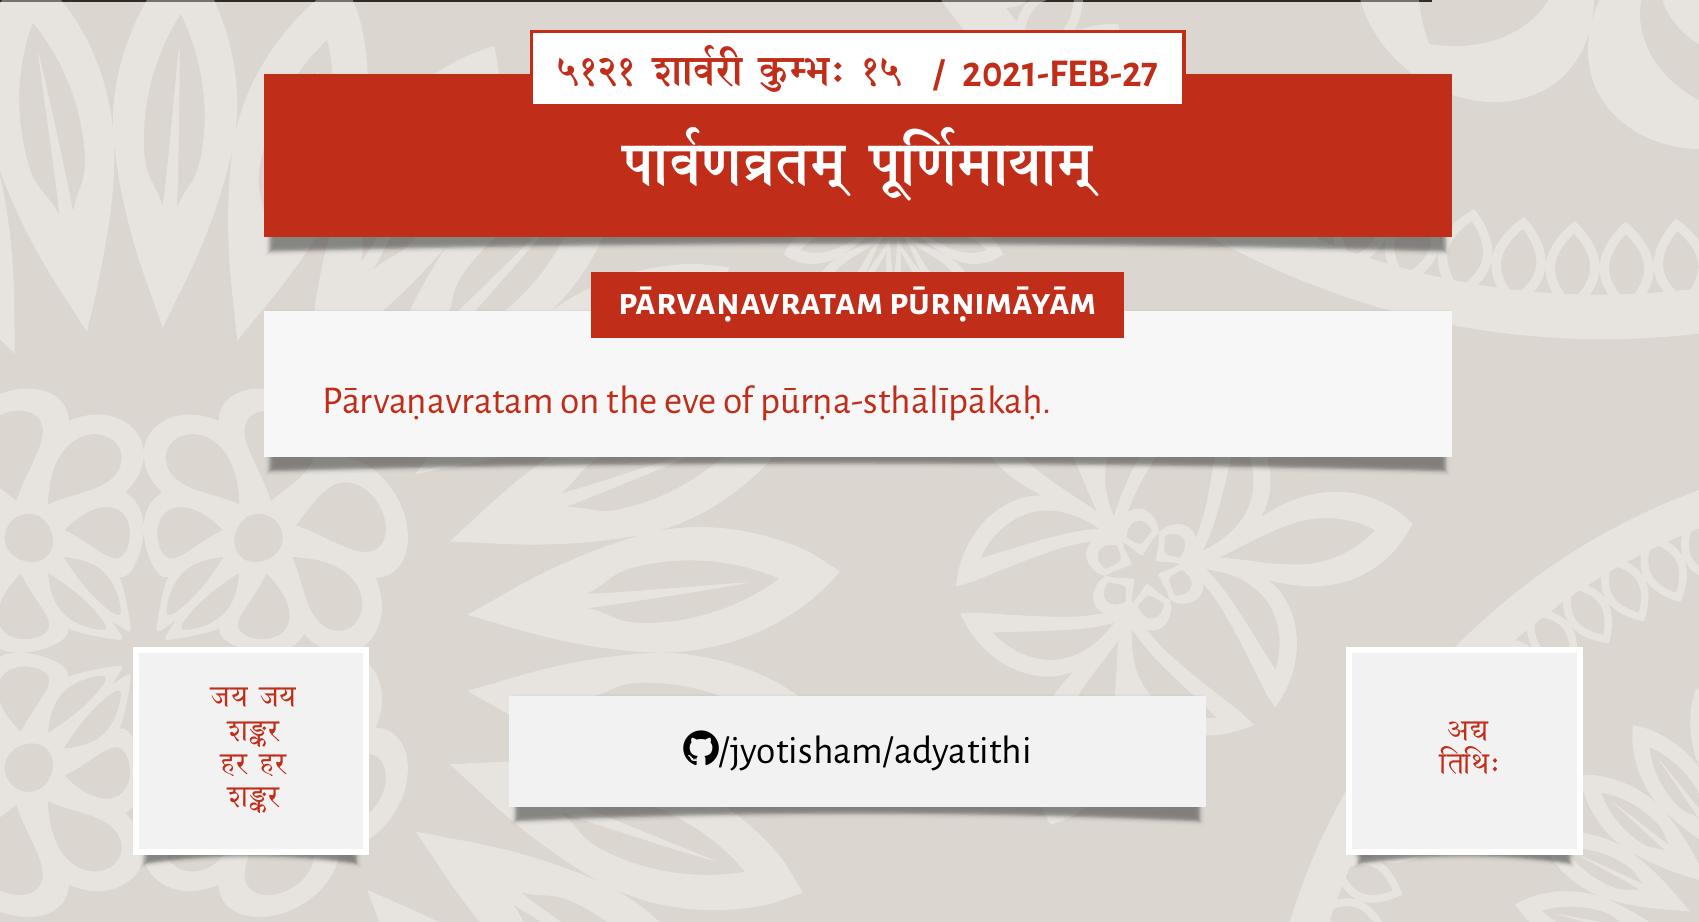 ५१२१ शार्वरी कुम्भः १५ / 2021-FEB-27
पार्वणव्रतम् पूर्णिमायाम्
PĀRVAṆAVRATAM PŪRṆIMĀYĀM
Pārvaṇavratam on the eve of pūrṇa-sthālīpākaḥ.
जय जय
शङ्कर
हर हर
शङ्कर
/jyotisham/adyatithi
अद्य
तिथिः